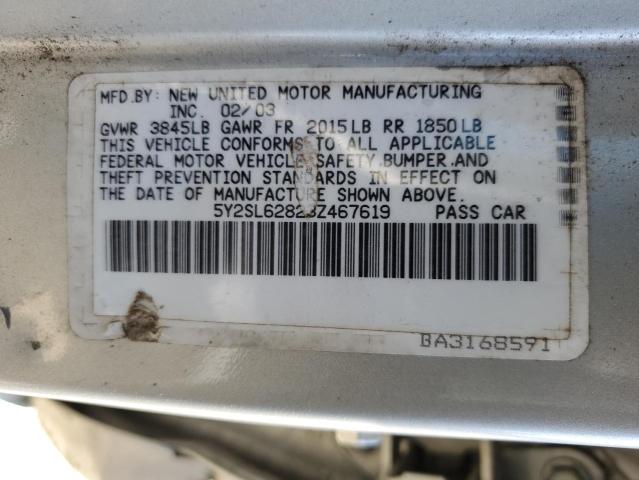 MFD.BY: NEW UNITED MOTOR MANUFACTURING
INC. 02/03
GVWR 3845LB GAWR FR 2015LB RR 1850LB
THIS VEHICLE CONFORMS TO ALL APPLICABLE
FEDERAL MOTOR VEHICLE SAFETY,BUMPER,AND
THEFT PREVENTION STANDARDS IN EFFECT ON
THE DATE OF MANUFACTURE SHOWN ABOVE.
5Y2SL62823Z467619 PASS CAR
BA3168591